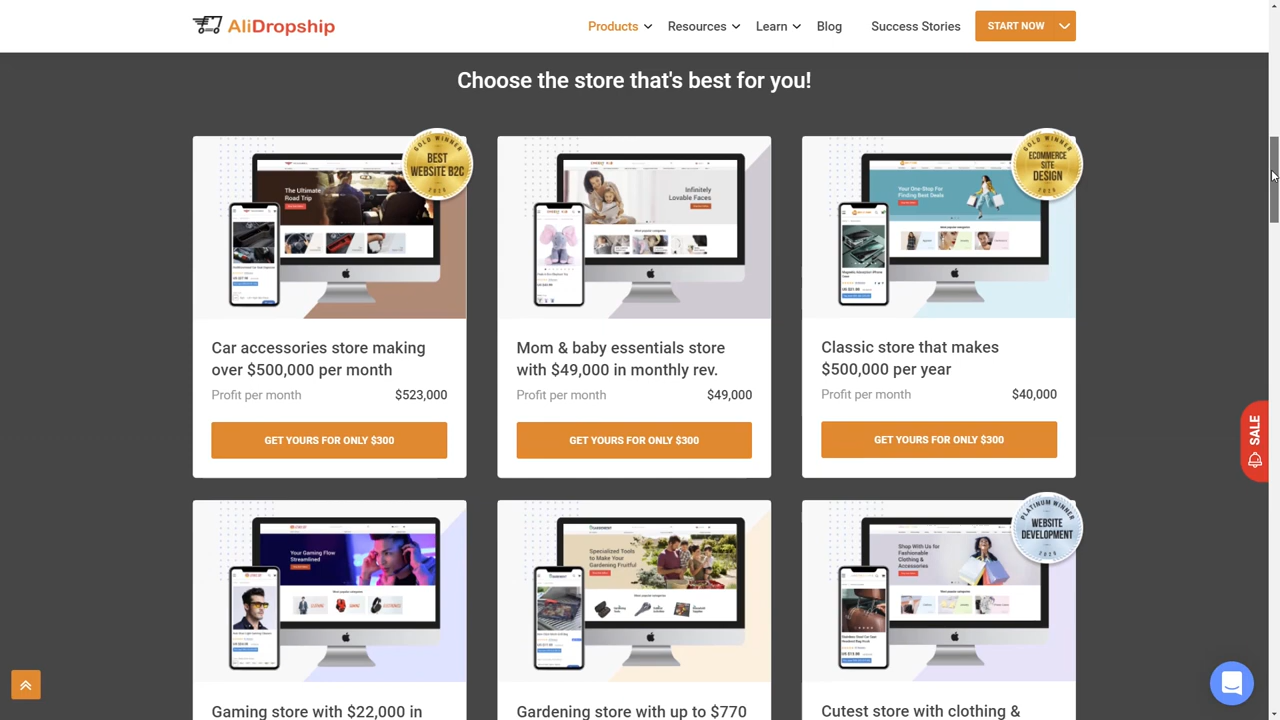 AliDropship
Products
Resources
Learn
Blog
Success Stories
START NOW
Choose the store that's best for you!
GOLD WINNER
BEST
WEBSITE B2C
The Ultimate
Road Trip
Infinitely
Lovable Faces
GOLD WINNER
ECOMMERCE
SITE
DESIGN
Your One-Stop For
Finding Best Deals
Car accessories store making
over $500,000 per month
Profit per month
$523,000
GET YOURS FOR ONLY $300
Mom & baby essentials store
with $49,000 in monthly rev.
Profit per month
$49,000
GET YOURS FOR ONLY $300
Classic store that makes
$500,000 per year
Profit per month
$40,000
GET YOURS FOR ONLY $300
SALE
Your Gaming Flow
Streamlined
Specialized Tools
to Make Your
Gardening Fruitful
PLATINUM WINNER
WEBSITE
DEVELOPMENT
Shop With Us for
Fashionable
Clothing &
Accessories
Gaming store with $22,000 in
Gardening store with up to $770
Cutest store with clothing &